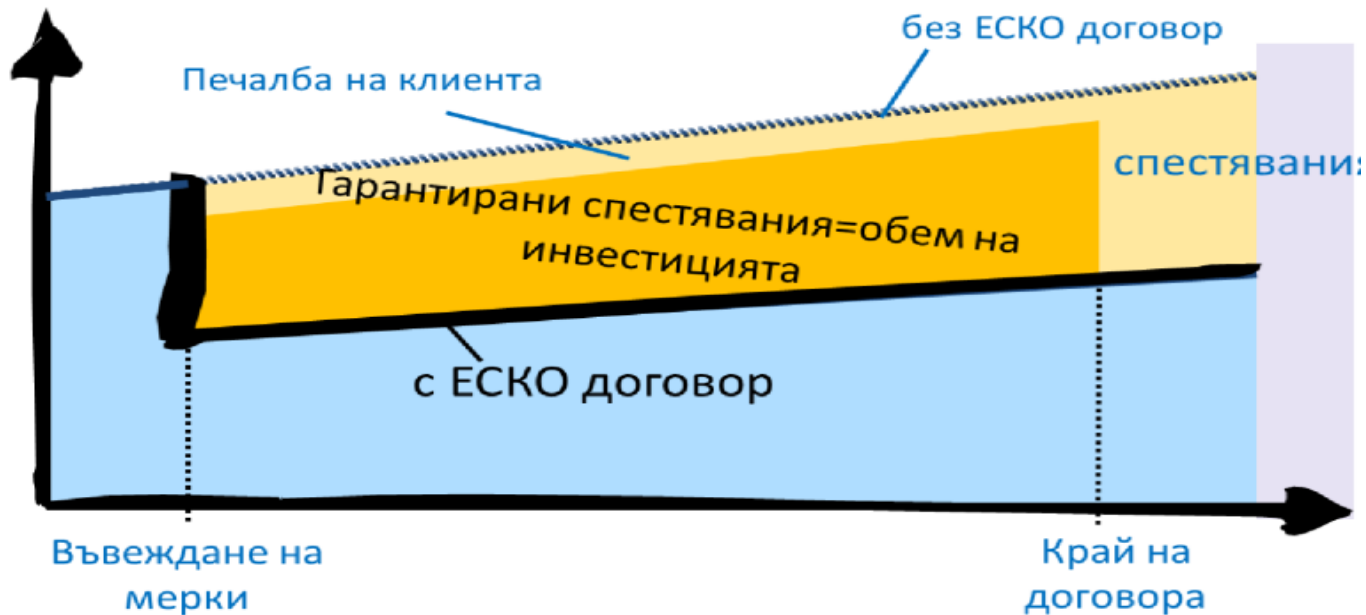 без ЕСКО договор
Печалба на клиента
спестявания
Гарантирани спестявания=обем на
инвестицията
с ЕСКО договор
Въвеждане на
мерки
Край на
договора